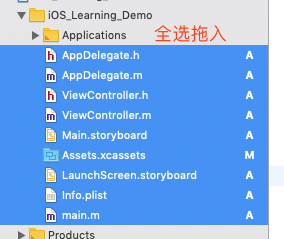 iOS_Learning_Demo
Applications 全选拖入
h AppDelegate.h A
m AppDelegate.m A
h ViewController.h A
m ViewController.m A
Main.storyboard A
Assets.xcassets M
LaunchScreen.storyboard A
Info.plist A
m main.m A
Products